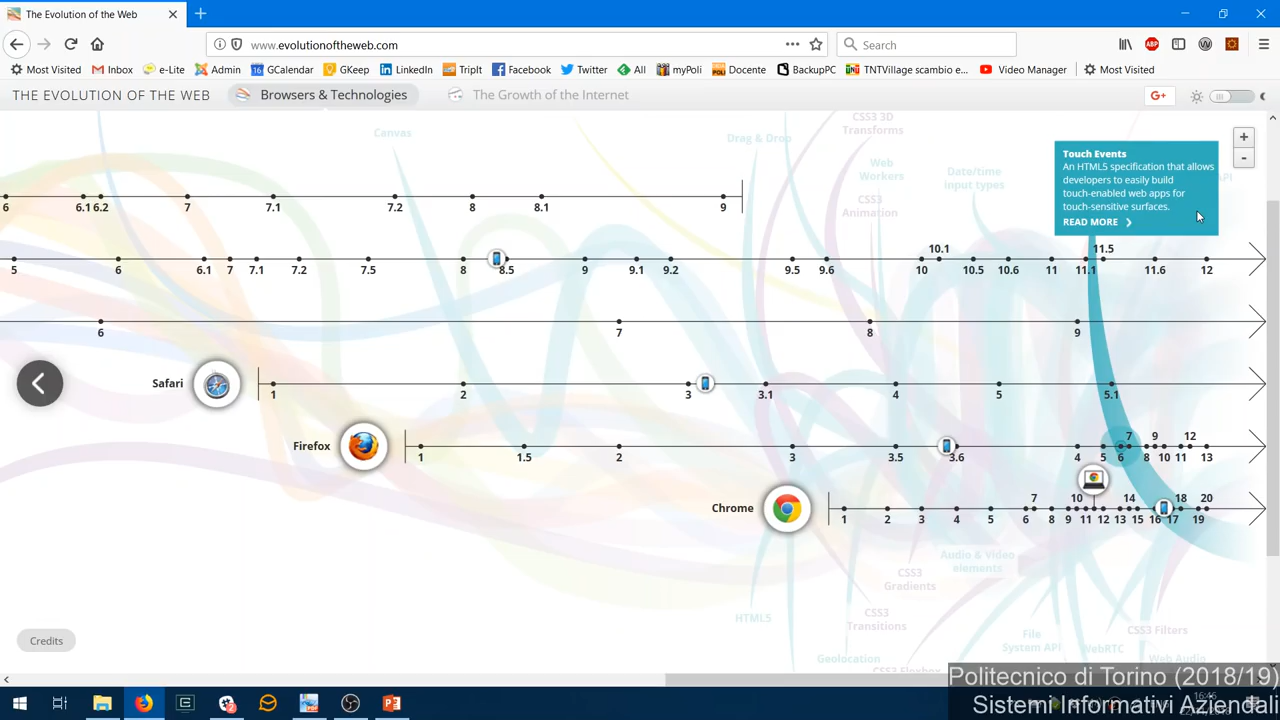 The Evolution of the Web
www.evolutionoftheweb.com
Search
Most Visited Inbox e-Lite Admin GCalendar GKeep LinkedIn TripIt Facebook Twitter All myPoli Docente BackupPC TNTVillage scambio e... Video Manager Most Visited
THE EVOLUTION OF THE WEB Browsers & Technologies The Growth of the Internet
G+
Canvas
Drag & Drop
CSS3 3D
Transforms
Web
Workers
CSS3
Animation
Date/time
input types
API
Touch Events
An HTML5 specification that allows
developers to easily build
touch-enabled web apps for
touch-sensitive surfaces.
READ MORE
+
-
6 6.1 6.2 7 7.1 7.2 8 8.1 9
10.1 11.5
5 6 6.1 7 7.1 7.2 7.5 8 8.5 9 9.1 9.2 9.5 9.6 10 10.5 10.6 11 11.1 11.6 12
6 7 8 9
Safari
1 2 3 3.1 4 5 5.1
Firefox
7 9 12
1 1.5 2 3 3.5 3.6 4 5 6 8 10 11 13
Chrome
7 10 14 18 20
1 2 3 4 5 6 8 9 11 12 13 15 16 17 19
Audio & Video
elements
CSS3
Gradients
CSS3
Transitions
HTML5
File
System API
CSS3 Filters
WebRTC
Web Audio
Geolocation
CSS3 Flexbox
Credits
Politecnico di Torino (2018/19)
Sistemi Informativi Aziendali